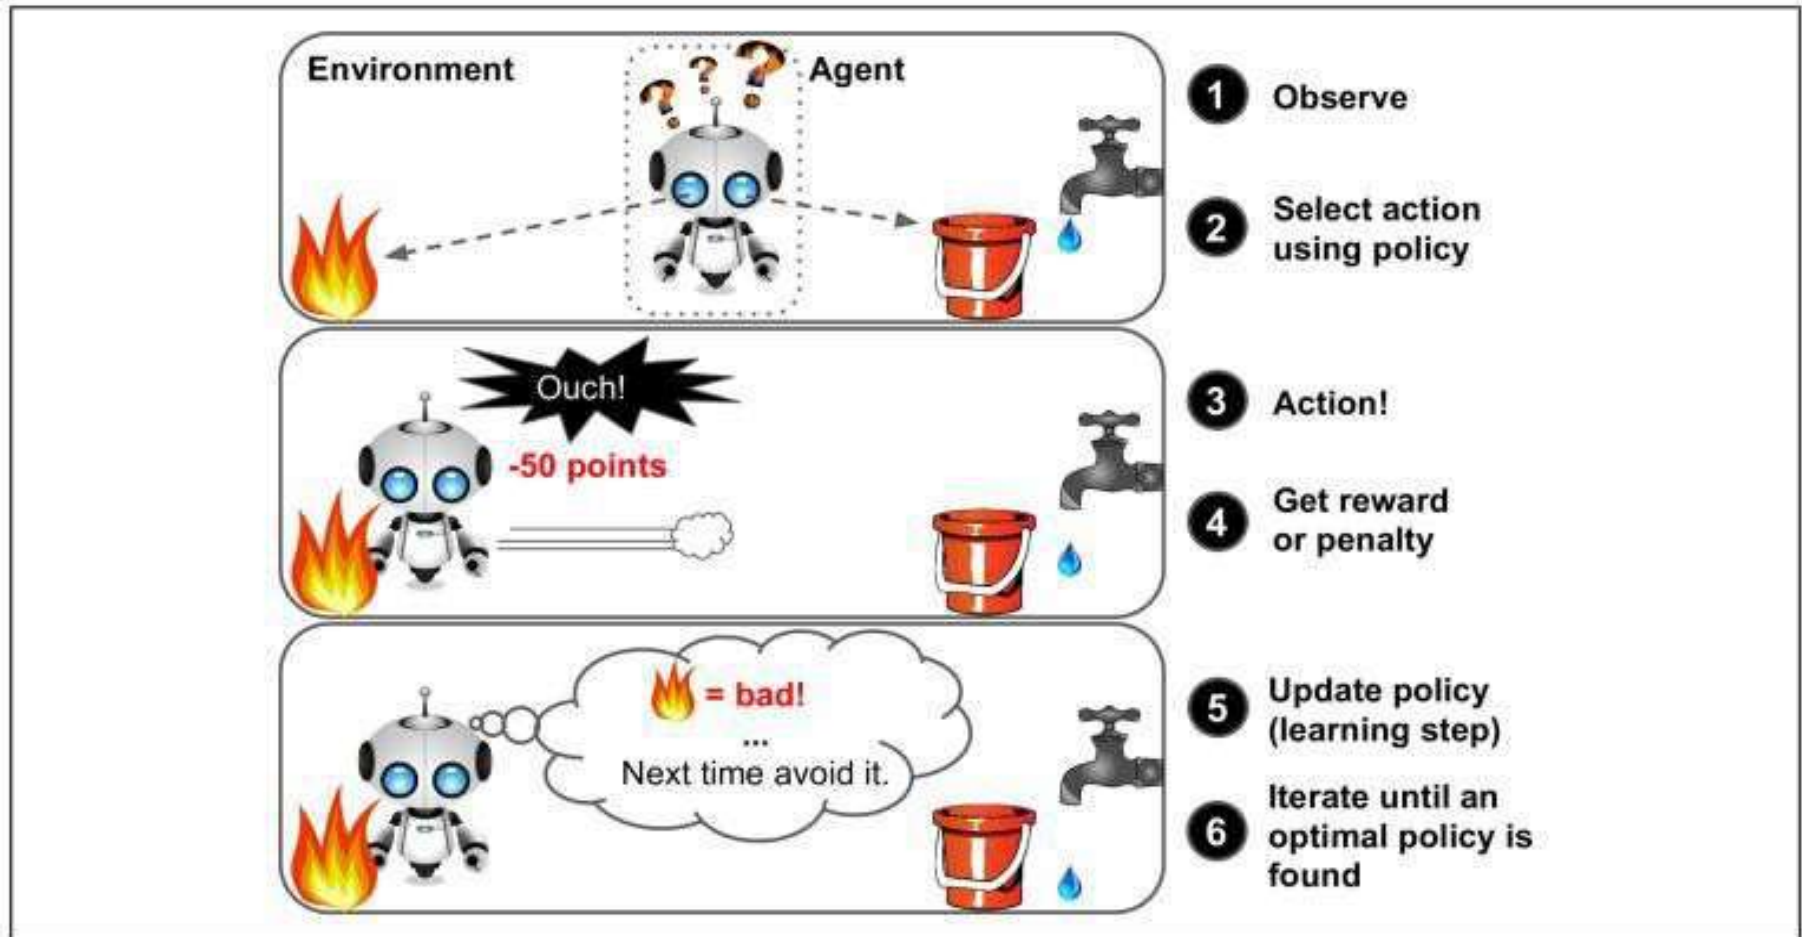 Environment
Agent
1 Observe
2 Select action
using policy
Ouch!
-50 points
3 Action!
4 Get reward
or penalty
= bad!
...
Next time avoid it.
5 Update policy
(learning step)
6 Iterate until an
optimal policy is
found